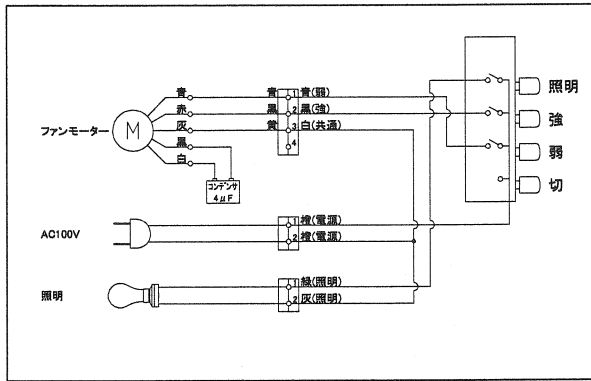 青 青 1 青(弱)
赤 黒 2 黒(強)
灰 黄 3 白(共通)
黒 4
白
ファンモーター M
コンデンサ
4μF
照明
強
弱
切
AC100V
1 橙(電源)
2 橙(電源)
照明
1 緑(照明)
2 灰(照明)